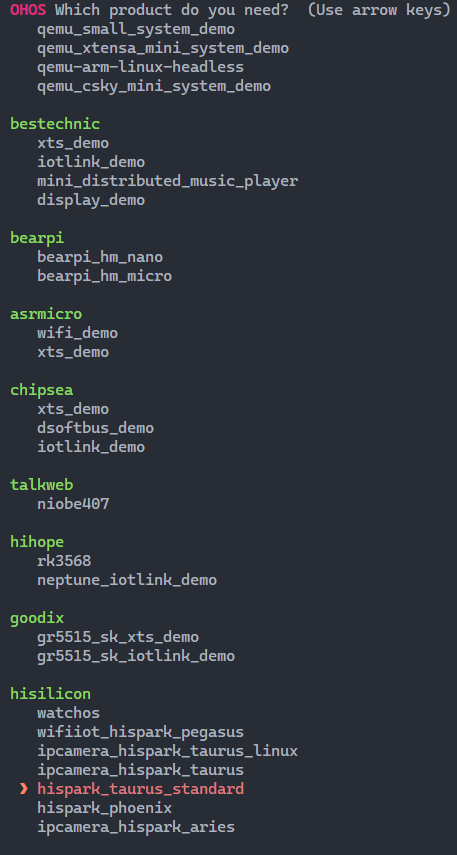 OHOS Which product do you need?  (Use arrow keys)
qemu_small_system_demo
qemu_xtensa_mini_system_demo
qemu-arm-linux-headless
qemu_csky_mini_system_demo
bestechnic
xts_demo
iotlink_demo
mini_distributed_music_player
display_demo
bearpi
bearpi_hm_nano
bearpi_hm_micro
asrmicro
wifi_demo
xts_demo
chipsea
xts_demo
dsoftbus_demo
iotlink_demo
talkweb
niobe407
hihope
rk3568
neptune_iotlink_demo
goodix
gr5515_sk_xts_demo
gr5515_sk_iotlink_demo
hisilicon
watchos
wifiiot_hispark_pegasus
ipcamera_hispark_taurus_linux
ipcamera_hispark_taurus
❯ hispark_taurus_standard
hispark_phoenix
ipcamera_hispark_aries